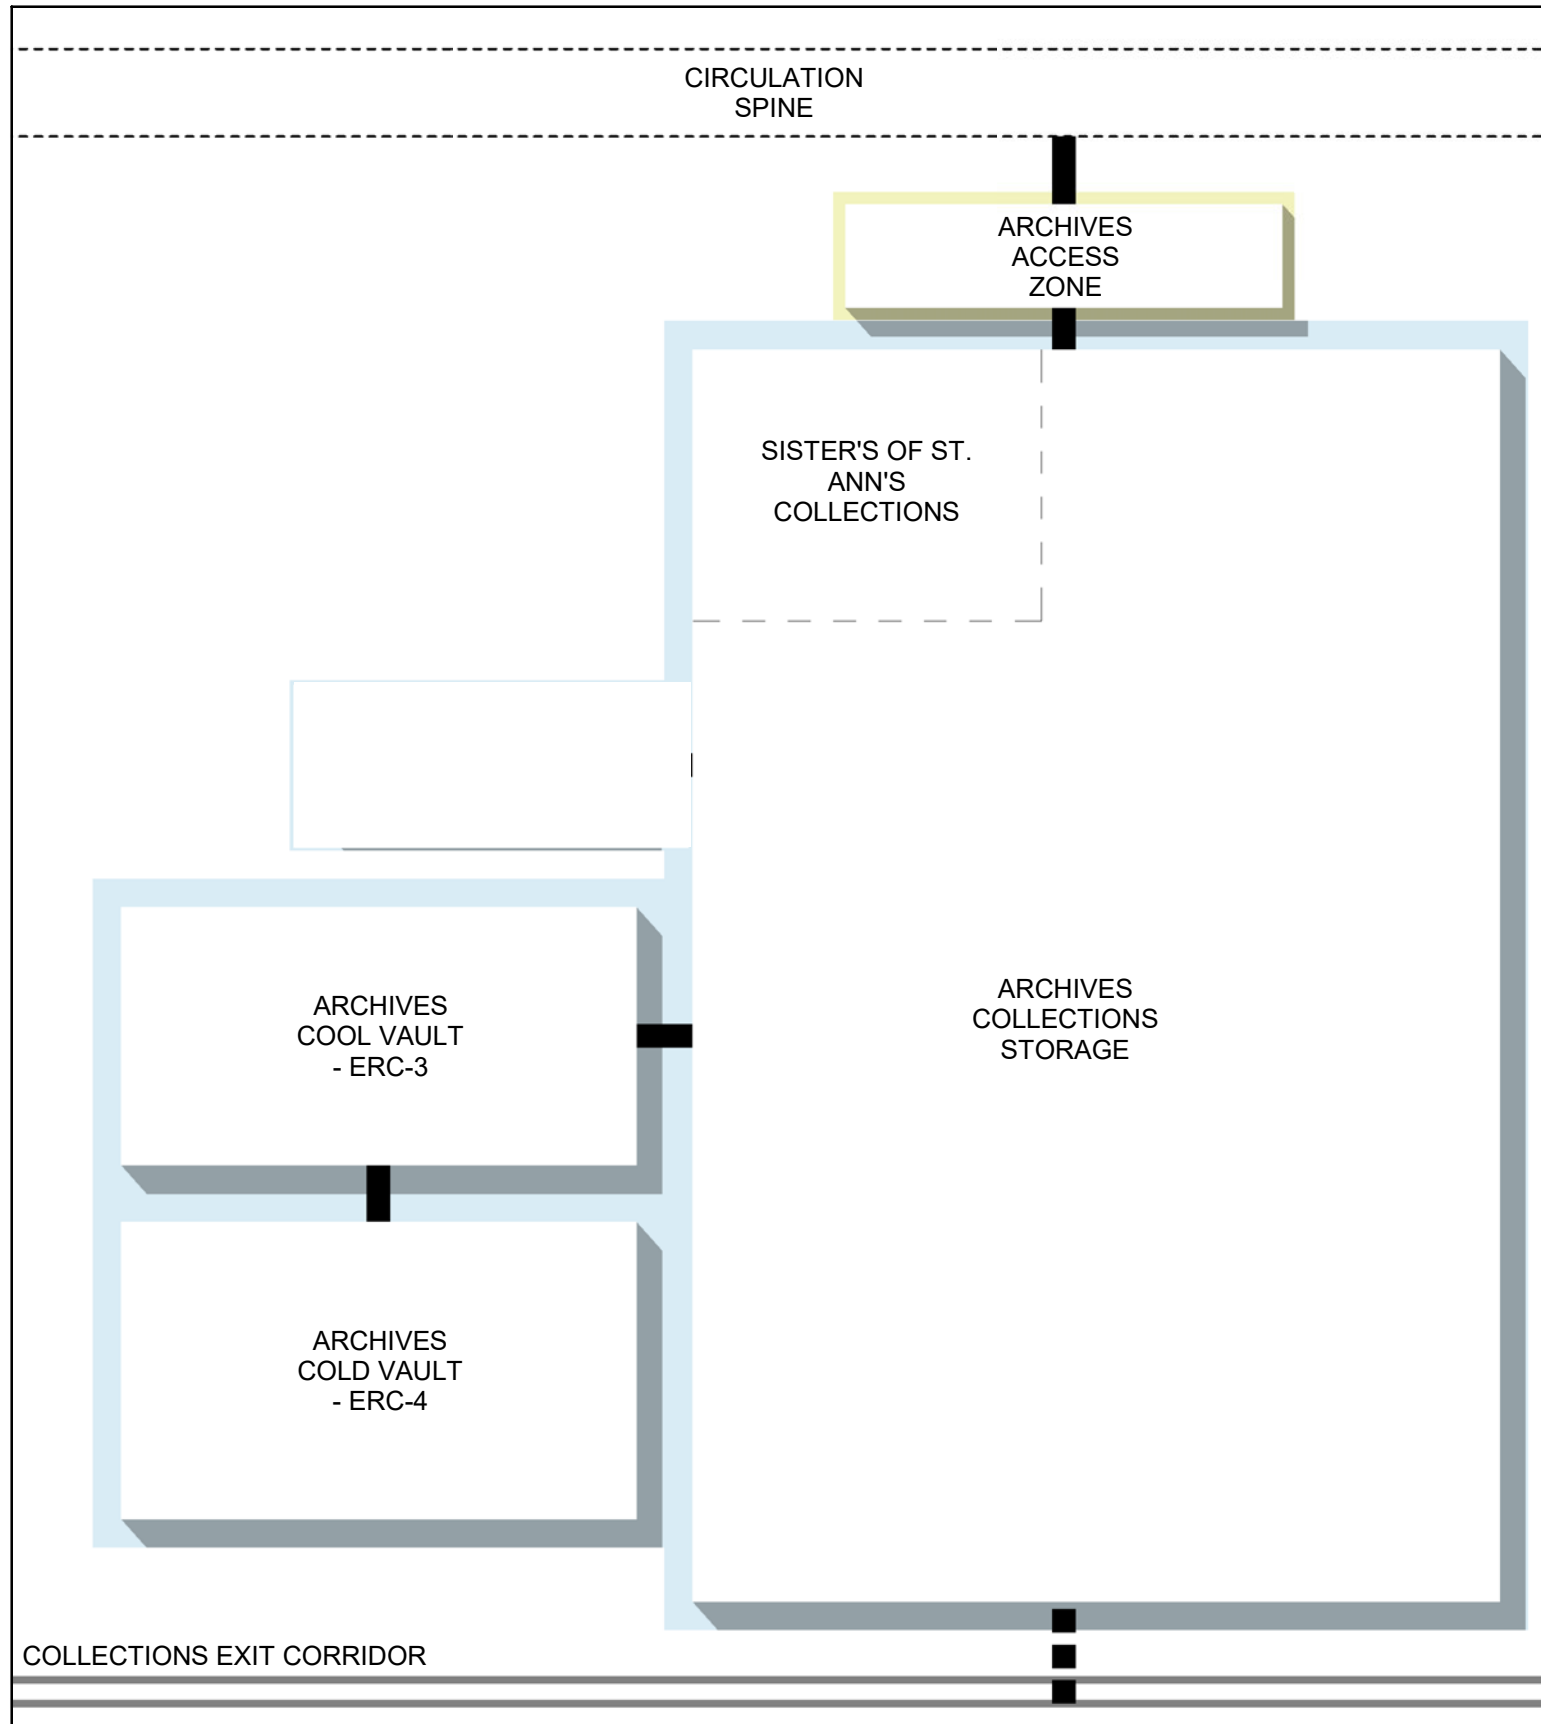 CIRCULATION
SPINE
ARCHIVES
ACCESS
ZONE
SISTER'S OF ST.
ANN'S
COLLECTIONS
ARCHIVES
COLLECTIONS
STORAGE
ARCHIVES
COOL VAULT
- ERC-3
ARCHIVES
COLD VAULT
- ERC-4
COLLECTIONS EXIT CORRIDOR